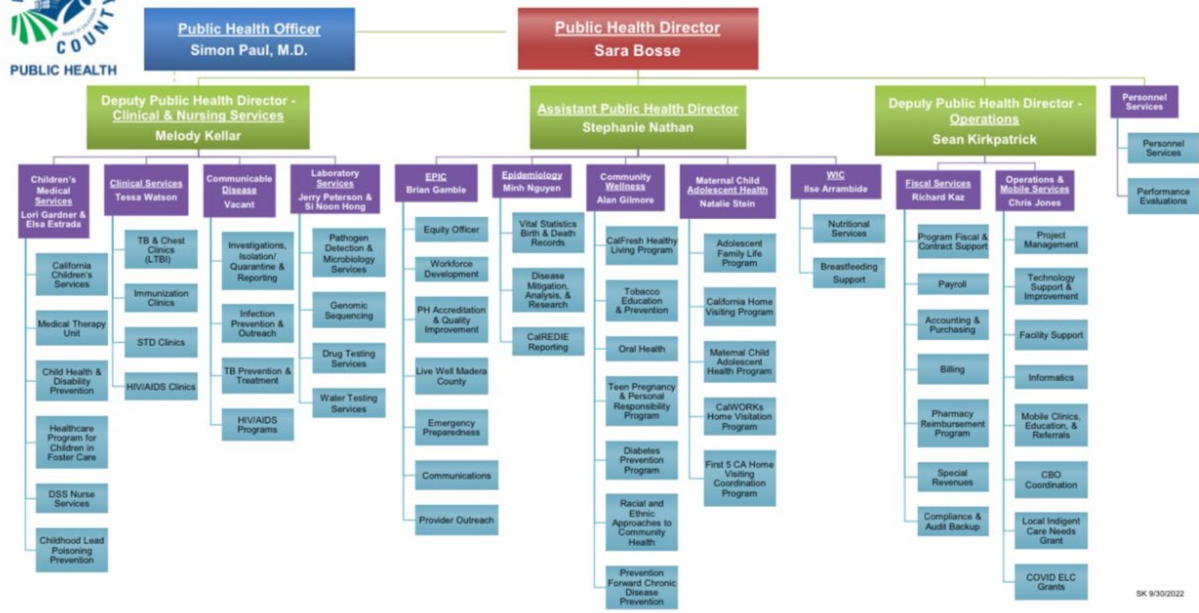 COUNTY
PUBLIC HEALTH
Public Health Officer
Simon Paul, M.D.
Public Health Director
Sara Bosse
Deputy Public Health Director -
Clinical & Nursing Services
Melody Kellar
Assistant Public Health Director
Stephanie Nathan
Deputy Public Health Director -
Operations
Sean Kirkpatrick
Personnel
Services
Personnel
Services
Performance
Evaluations
Children's
Medical
Services
Lori Gardner &
Elsa Estrada
California
Children's
Services
Medical Therapy
Unit
Child Health &
Disability
Prevention
Healthcare
Program for
Children in
Foster Care
DSS Nurse
Services
Childhood Lead
Poisoning
Prevention
Clinical Services
Tessa Watson
TB & Chest
Clinics
(LTBI)
Immunization
Clinics
STD Clinics
HIV/AIDS Clinics
Communicable
Disease
Vacant
Investigations,
Isolation/
Quarantine &
Reporting
Infection
Prevention &
Outreach
TB Prevention &
Treatment
HIV/AIDS
Programs
Laboratory
Services
Jerry Peterson &
Si Noon Hong
Pathogen
Detection &
Microbiology
Services
Genomic
Sequencing
Drug Testing
Services
Water Testing
Services
EPIC
Brian Gamble
Equity Officer
Workforce
Development
PH Accreditation
& Quality
Improvement
Live Well Madera
County
Emergency
Preparedness
Communications
Provider Outreach
Epidemiology
Minh Nguyen
Vital Statistics
Birth & Death
Records
Disease
Mitigation,
Analysis, &
Research
CalREDIE
Reporting
Community
Wellness
Alan Gilmore
CalFresh Healthy
Living Program
Tobacco
Education
& Prevention
Oral Health
Teen Pregnancy
& Personal
Responsibility
Program
Diabetes
Prevention
Program
Racial and
Ethnic
Approaches to
Community
Health
Prevention
Forward Chronic
Disease
Prevention
Maternal Child
Adolescent Health
Natalie Stein
Adolescent
Family Life
Program
California Home
Visiting Program
Maternal Child
Adolescent
Health Program
CalWORKs
Home Visitation
Program
First 5 CA Home
Visiting
Coordination
Program
WIC
Ilse Arrambide
Nutritional
Services
Breastfeeding
Support
Fiscal Services
Richard Kaz
Program Fiscal &
Contract Support
Payroll
Accounting &
Purchasing
Billing
Pharmacy
Reimbursement
Program
Special
Revenues
Compliance &
Audit Backup
Operations &
Mobile Services
Chris Jones
Project
Management
Technology
Support &
Improvement
Facility Support
Informatics
Mobile Clinics,
Education, &
Referrals
CBO
Coordination
Local Indigent
Care Needs
Grant
COVID ELC
Grants
SK 9/30/2022